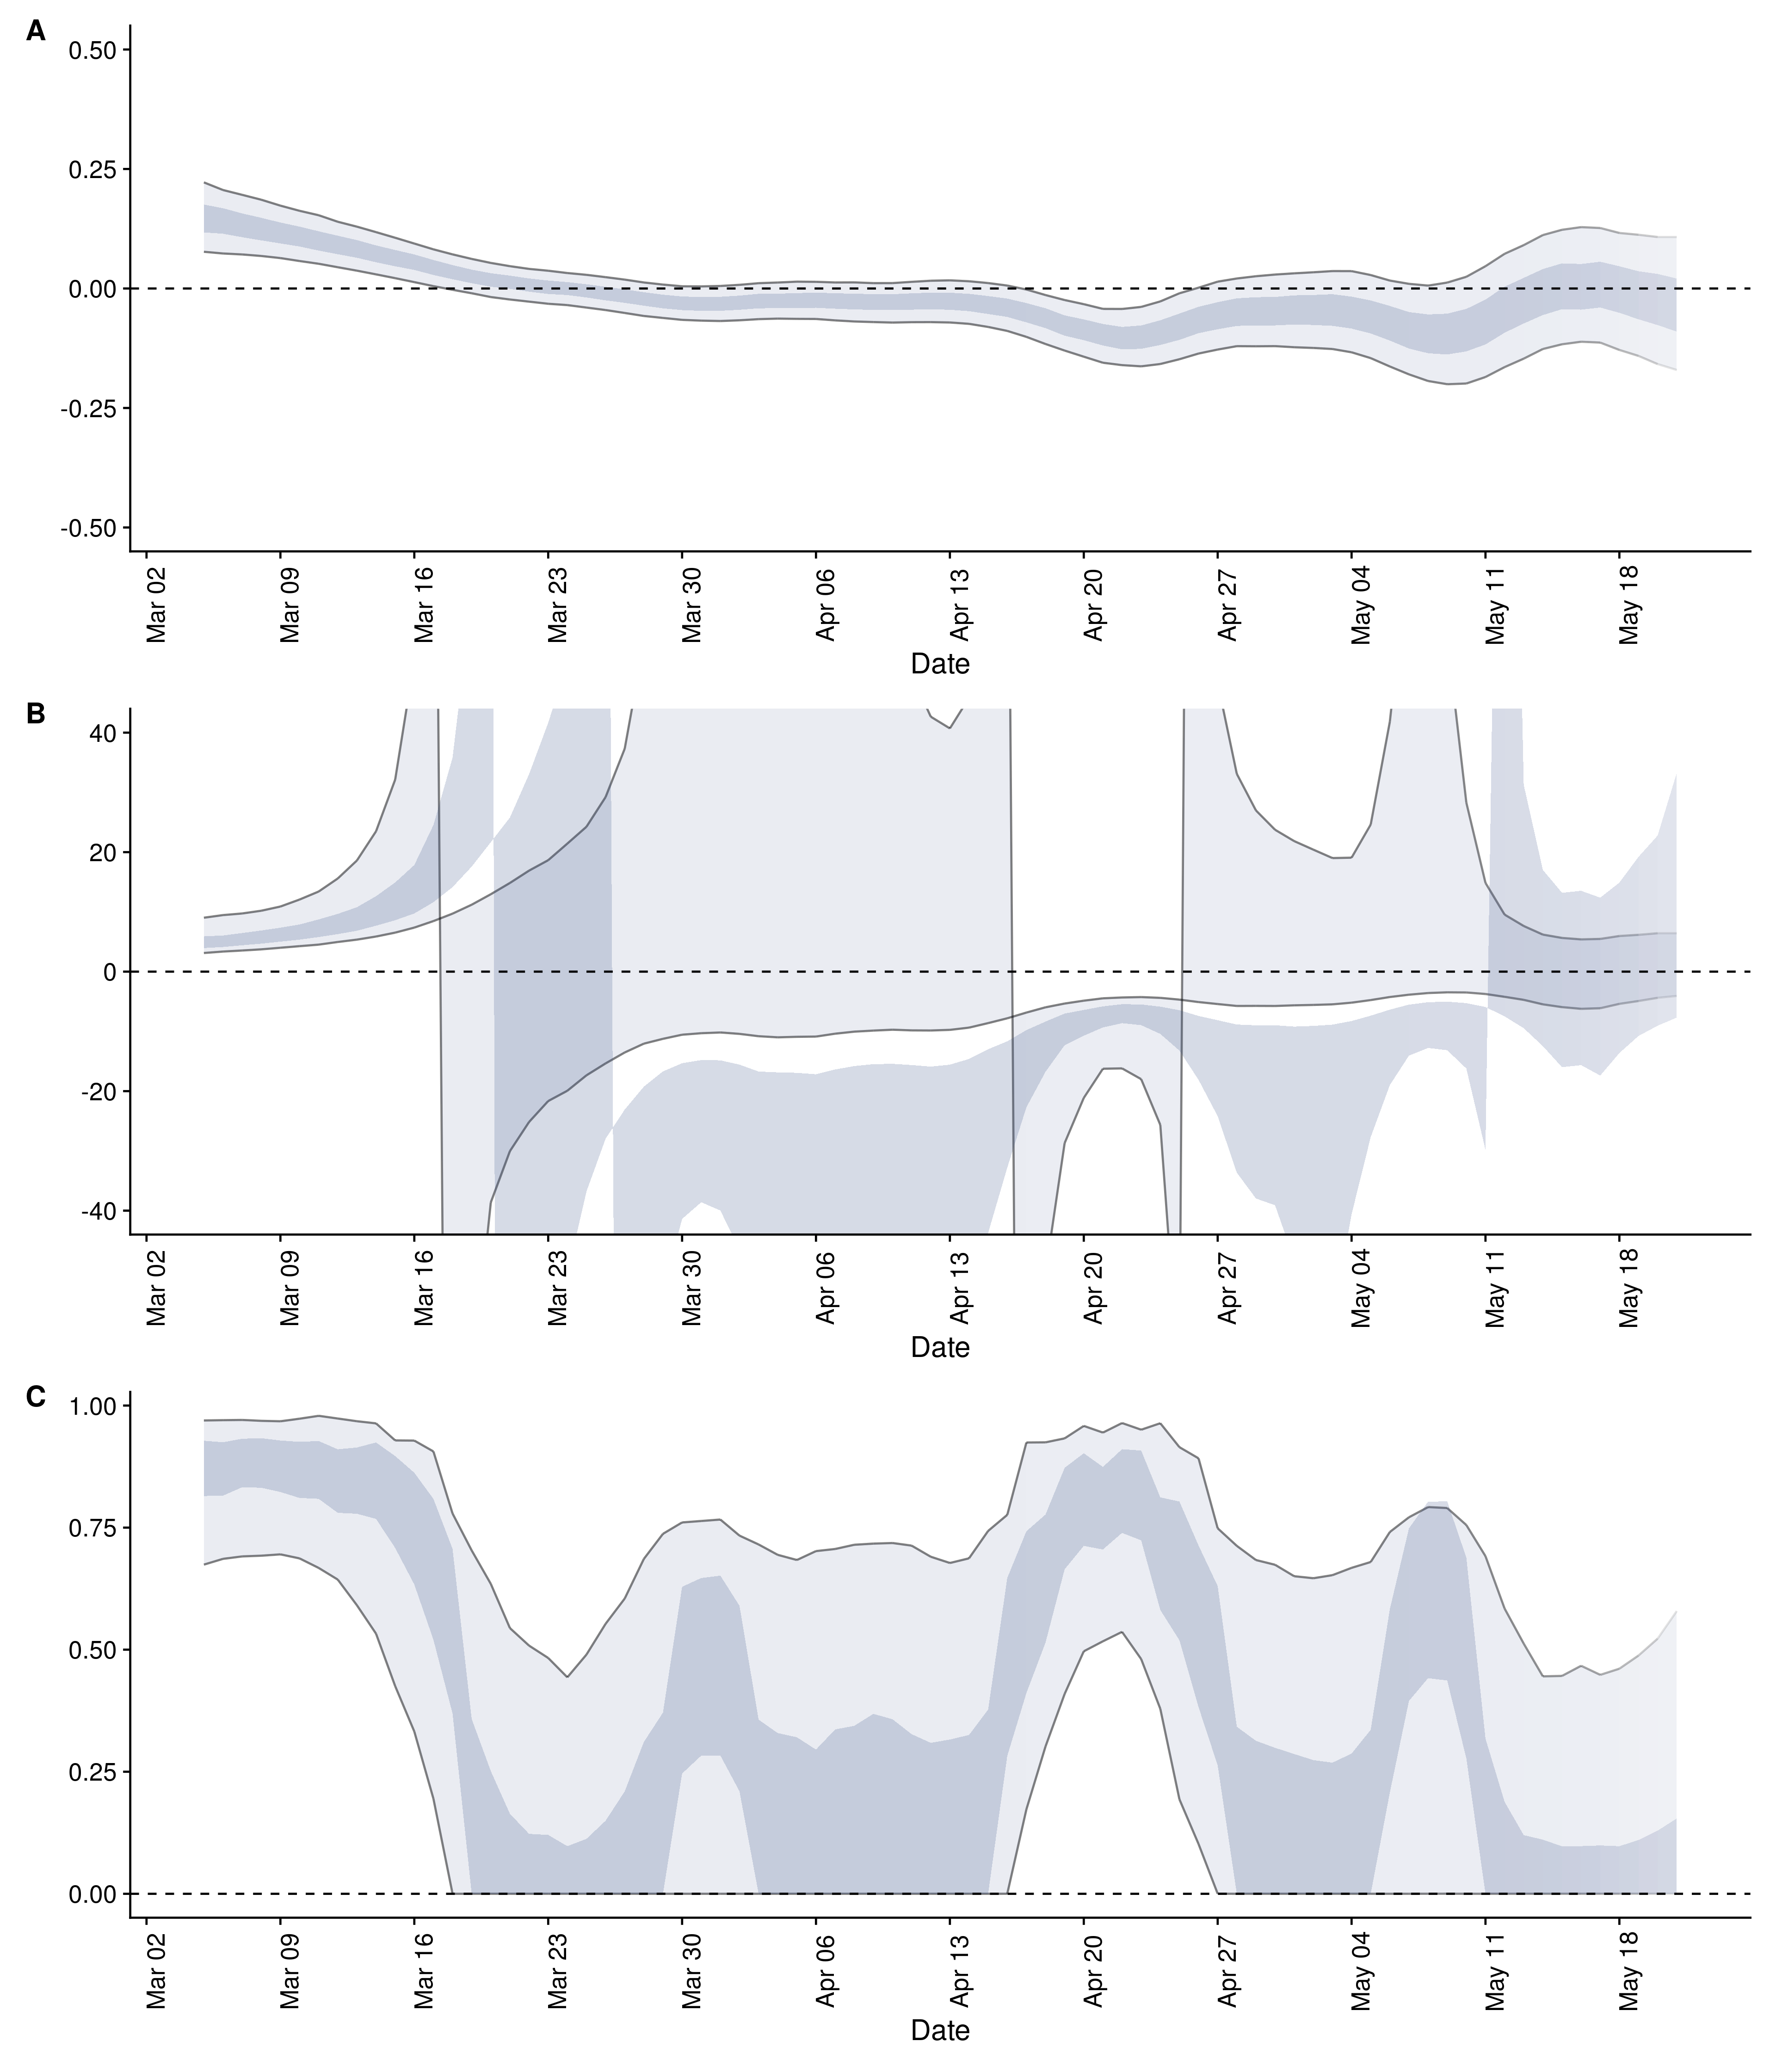 A
0.50
0.25
0.00
-0.25
-0.50
Mar 02
Mar 09
Mar 16
Mar 23
Mar 30
Apr 06
Apr 13
Apr 20
Apr 27
May 04
May 11
May 18
Date
B
40
20
0
-20
-40
Mar 02
Mar 09
Mar 16
Mar 23
Mar 30
Apr 06
Apr 13
Apr 20
Apr 27
May 04
May 11
May 18
Date
C
1.00
0.75
0.50
0.25
0.00
Mar 02
Mar 09
Mar 16
Mar 23
Mar 30
Apr 06
Apr 13
Apr 20
Apr 27
May 04
May 11
May 18
Date